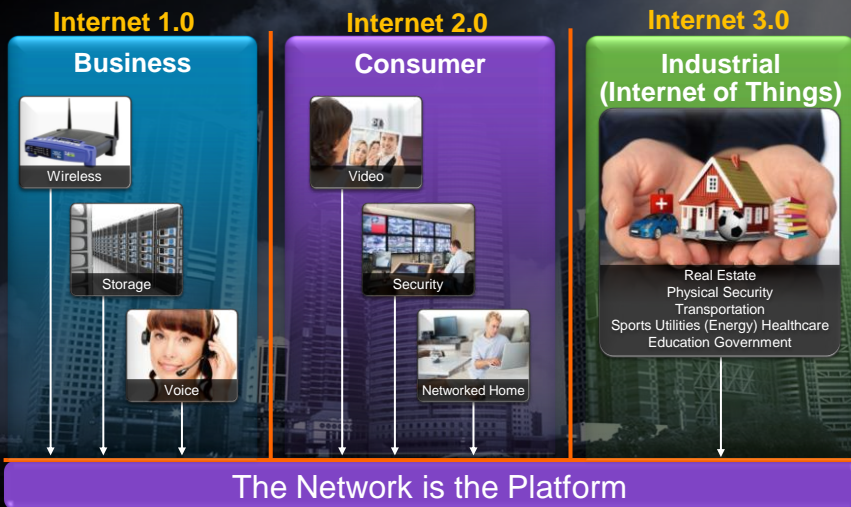 Internet 1.0
Business
Wireless
Storage
Voice
Internet 2.0
Consumer
Video
Security
Networked Home
Internet 3.0
Industrial
(Internet of Things)
Real Estate
Physical Security
Transportation
Sports Utilities (Energy) Healthcare
Education Government
The Network is the Platform